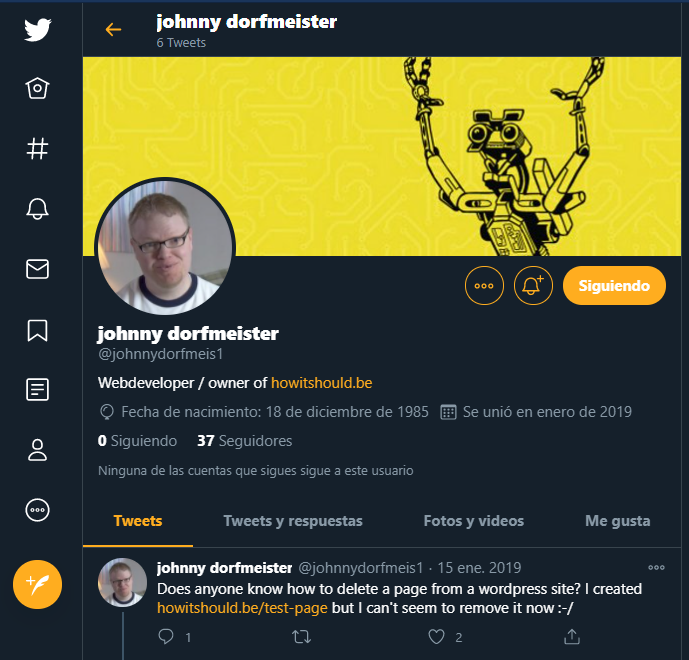 johnny dorfmeister
6 Tweets
Siguiendo
johnny dorfmeister
@johnnydorfmeis1
Webdeveloper / owner of howitshould.be
Fecha de nacimiento: 18 de diciembre de 1985 Se unió en enero de 2019
0 Siguiendo 37 Seguidores
Ninguna de las cuentas que sigues sigue a este usuario
Tweets Tweets y respuestas Fotos y videos Me gusta
johnny dorfmeister @johnnydorfmeis1 · 15 ene. 2019
Does anyone know how to delete a page from a wordpress site? I created
howitshould.be/test-page but I can't seem to remove it now :-/
1 2